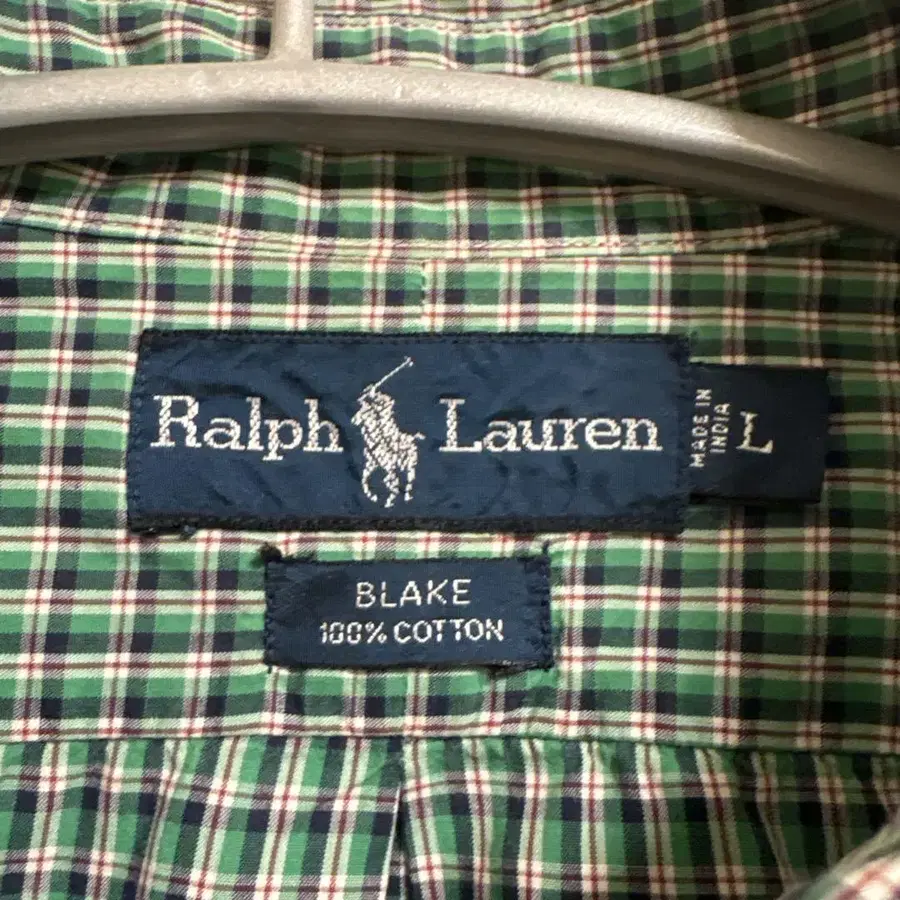 Ralph Lauren
MADE IN
INDIA
L
BLAKE
100% COTTON